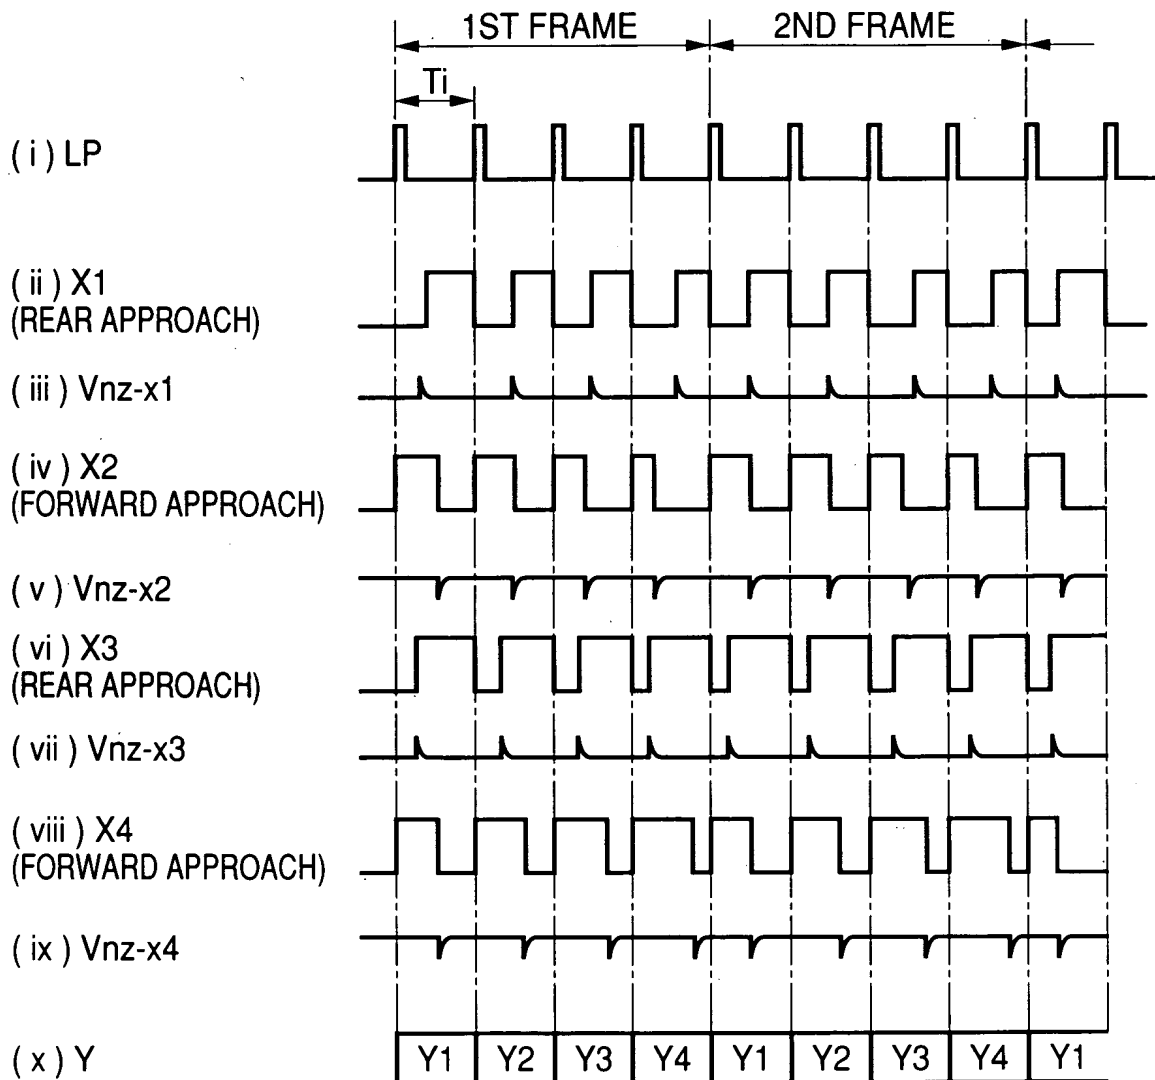 1ST FRAME 2ND FRAME
Ti
( i ) LP
( ii ) X1
(REAR APPROACH)
( iii ) Vnz-x1
( iv ) X2
(FORWARD APPROACH)
( v ) Vnz-x2
( vi ) X3
(REAR APPROACH)
( vii ) Vnz-x3
( viii ) X4
(FORWARD APPROACH)
( ix ) Vnz-x4
( x ) Y Y1 Y2 Y3 Y4 Y1 Y2 Y3 Y4 Y1